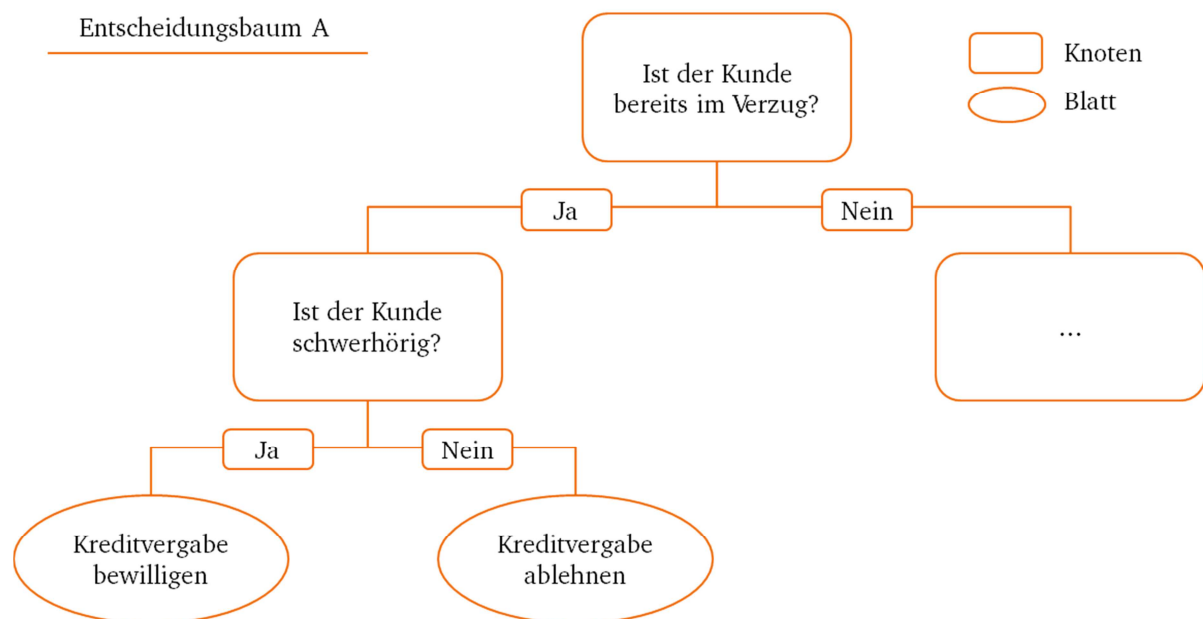 Entscheidungsbaum A
Ist der Kunde
bereits im Verzug?
Knoten
Blatt
Ja
Nein
Ist der Kunde
schwerhörig?
...
Ja
Nein
Kreditvergabe
bewilligen
Kreditvergabe
ablehnen